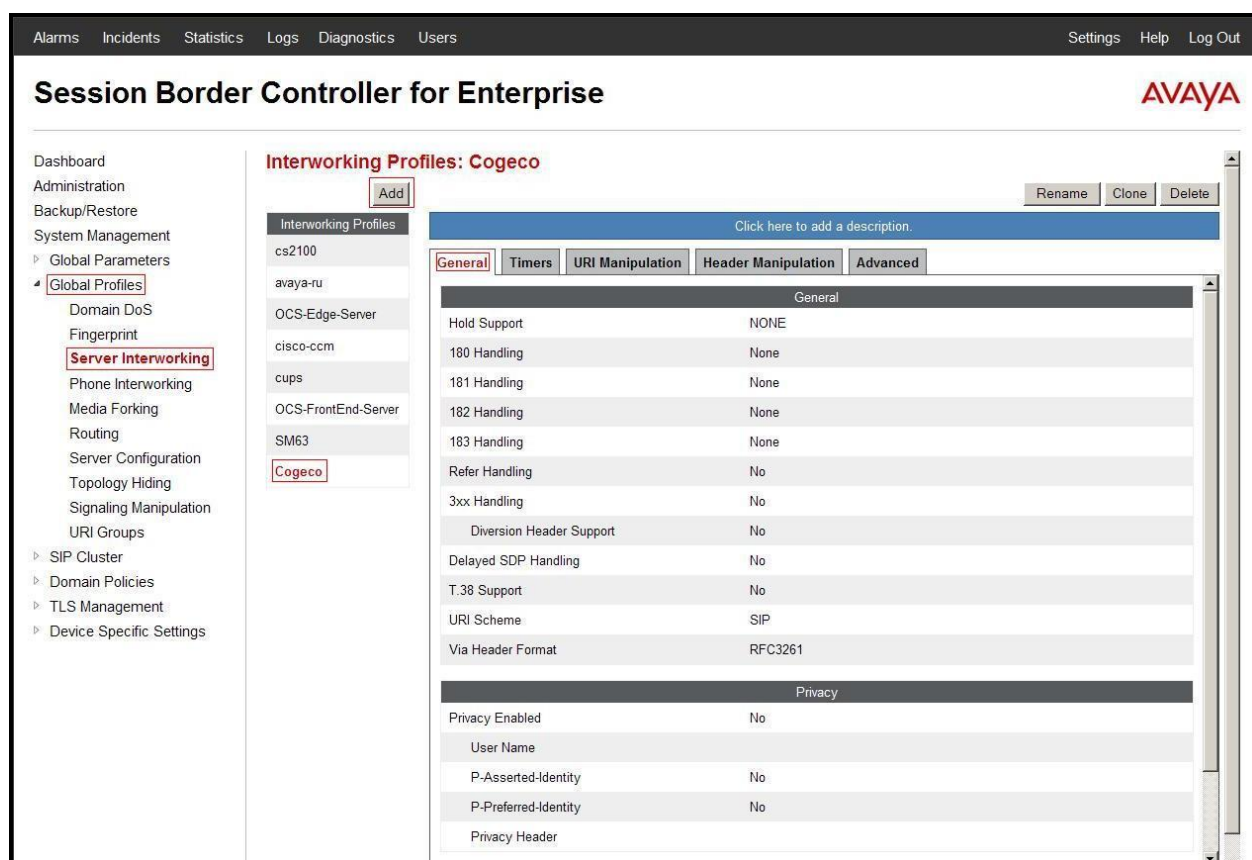 Alarms Incidents Statistics Logs Diagnostics Users Settings Help Log Out
Session Border Controller for Enterprise
AVAYA
Dashboard
Administration
Backup/Restore
System Management
Global Parameters
Global Profiles
Domain DoS
Fingerprint
Server Interworking
Phone Interworking
Media Forking
Routing
Server Configuration
Topology Hiding
Signaling Manipulation
URI Groups
SIP Cluster
Domain Policies
TLS Management
Device Specific Settings
Interworking Profiles: Cogeco
Add
Rename Clone Delete
Interworking Profiles
cs2100
avaya-ru
OCS-Edge-Server
cisco-ccm
cups
OCS-FrontEnd-Server
SM63
Cogeco
Click here to add a description.
General Timers URI Manipulation Header Manipulation Advanced
General
Hold Support NONE
180 Handling None
181 Handling None
182 Handling None
183 Handling None
Refer Handling No
3xx Handling No
Diversion Header Support No
Delayed SDP Handling No
T.38 Support No
URI Scheme SIP
Via Header Format RFC3261
Privacy
Privacy Enabled No
User Name
P-Asserted-Identity No
P-Preferred-Identity No
Privacy Header